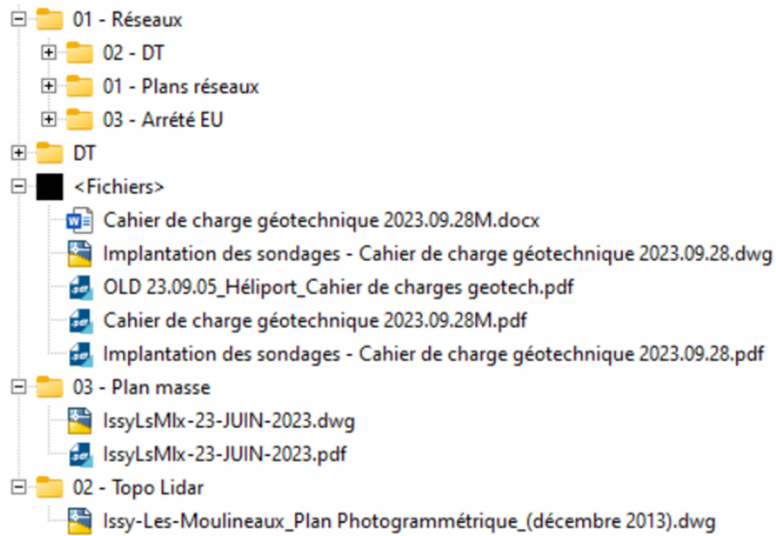 01 - Réseaux
02 - DT
01 - Plans réseaux
03 - Arrété EU
DT
<Fichiers>
Cahier de charge géotechnique 2023.09.28M.docx
Implantation des sondages - Cahier de charge géotechnique 2023.09.28.dwg
OLD 23.09.05_Héliport_Cahier de charges geotech.pdf
Cahier de charge géotechnique 2023.09.28M.pdf
Implantation des sondages - Cahier de charge géotechnique 2023.09.28.pdf
03 - Plan masse
IssyLsMlx-23-JUIN-2023.dwg
IssyLsMlx-23-JUIN-2023.pdf
02 - Topo Lidar
Issy-Les-Moulineaux_Plan Photogrammétrique_(décembre 2013).dwg